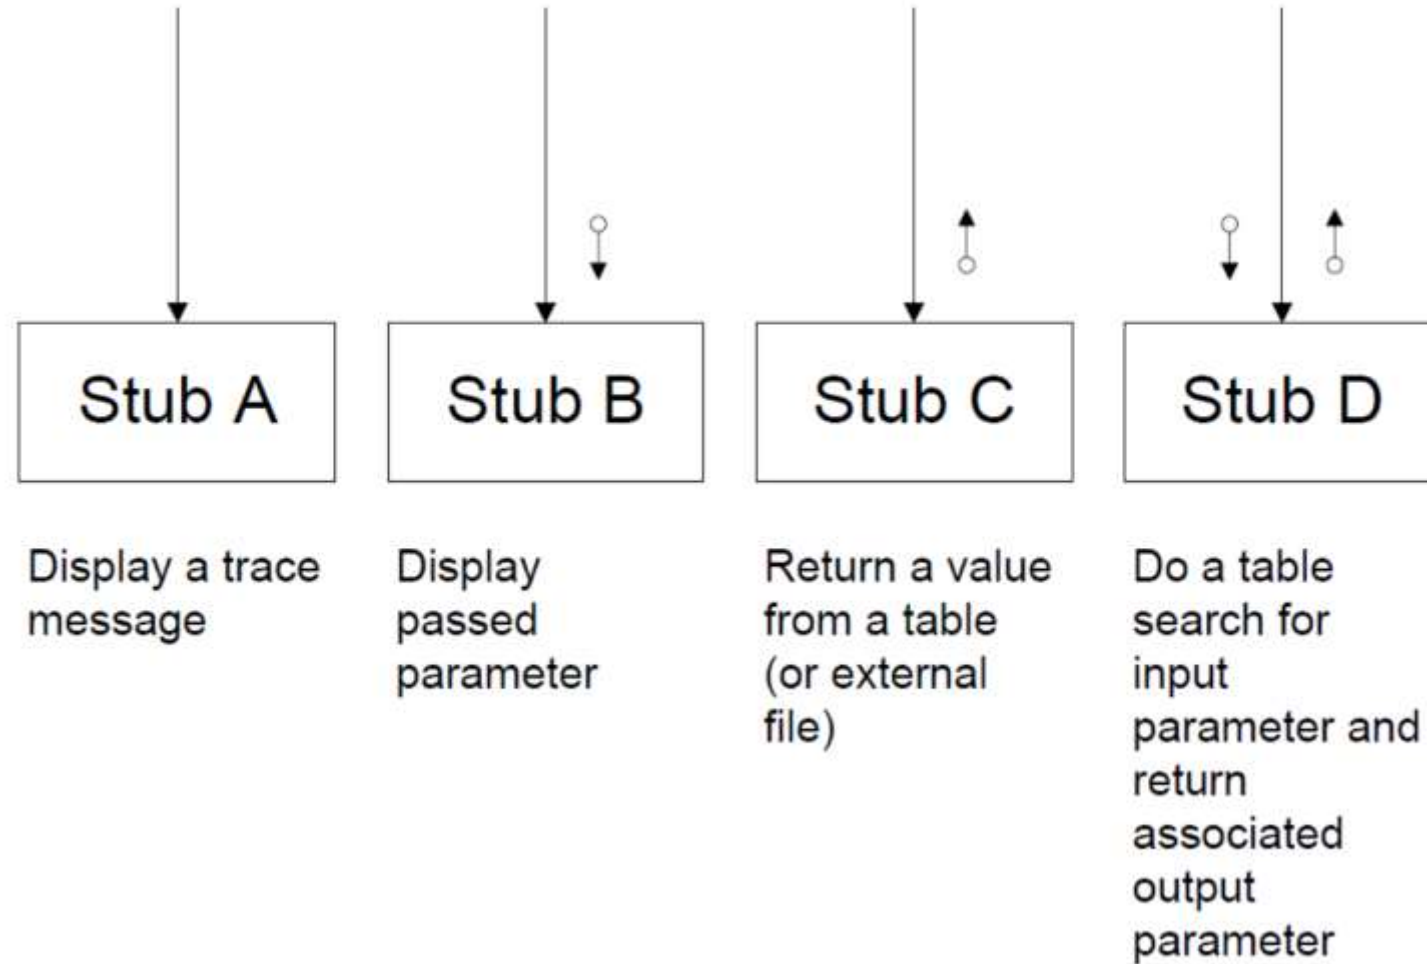 Stub A
Stub B
Stub C
Stub D
Display a trace
message
Display
passed
parameter
Return a value
from a table
(or external
file)
Do a table
search for
input
parameter and
return
associated
output
parameter